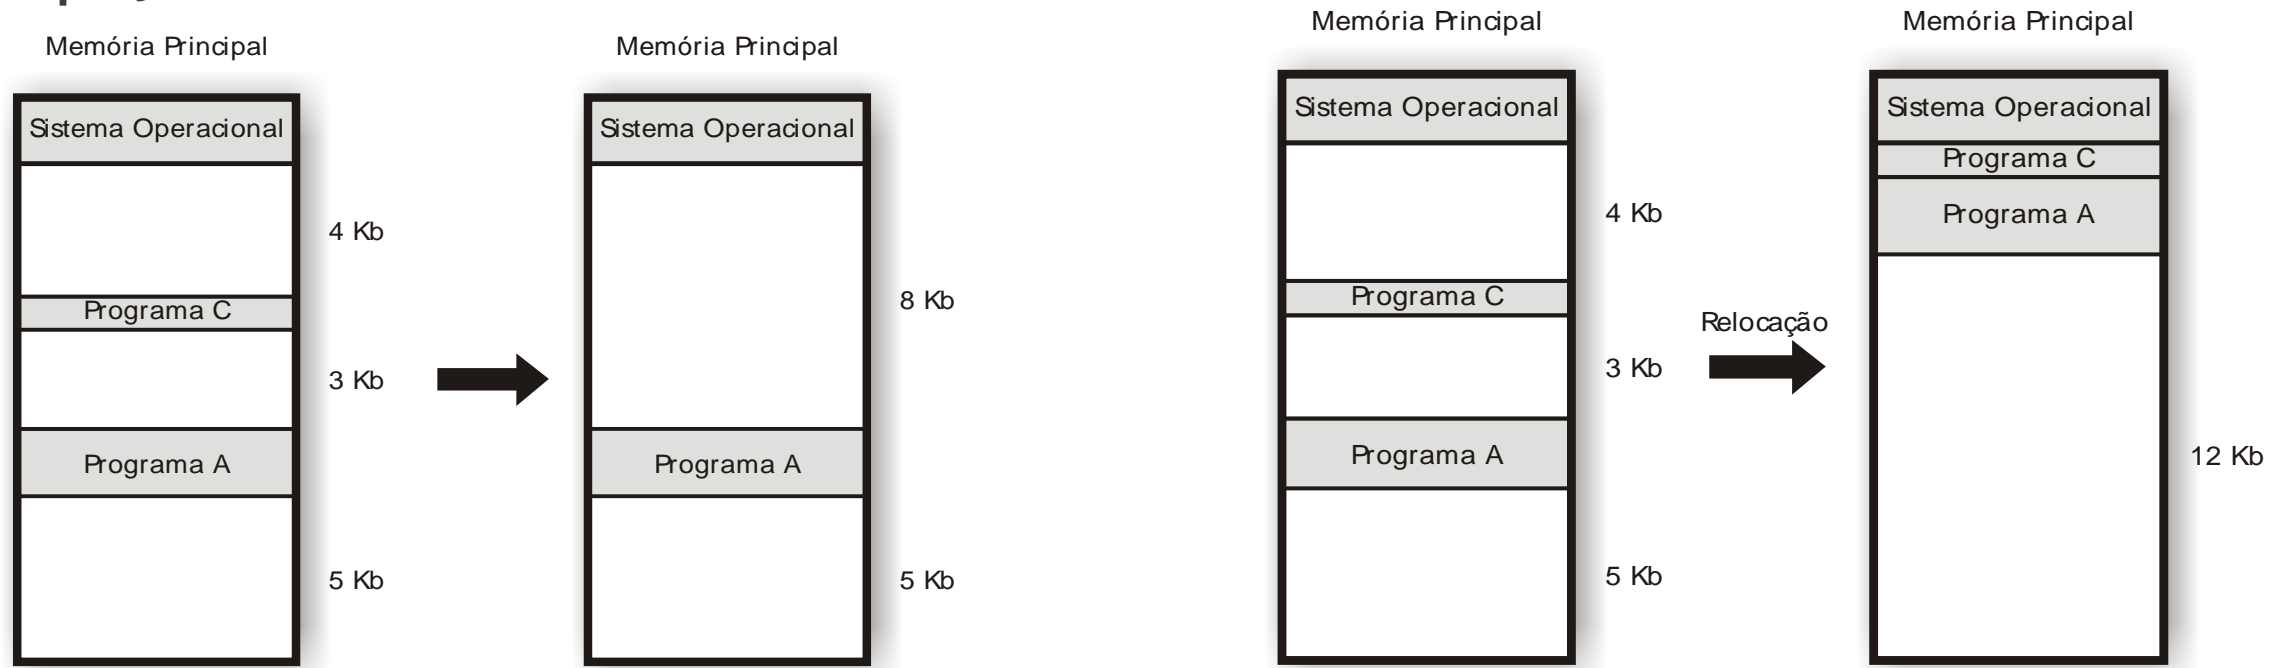 Memória Principal
Sistema Operacional
4 Kb
Programa C
3 Kb
Programa A
5 Kb
Memória Principal
Sistema Operacional
8 Kb
Programa A
5 Kb
Memória Principal
Sistema Operacional
4 Kb
Programa C
3 Kb
Programa A
5 Kb
Relocação
Memória Principal
Sistema Operacional
Programa C
Programa A
12 Kb